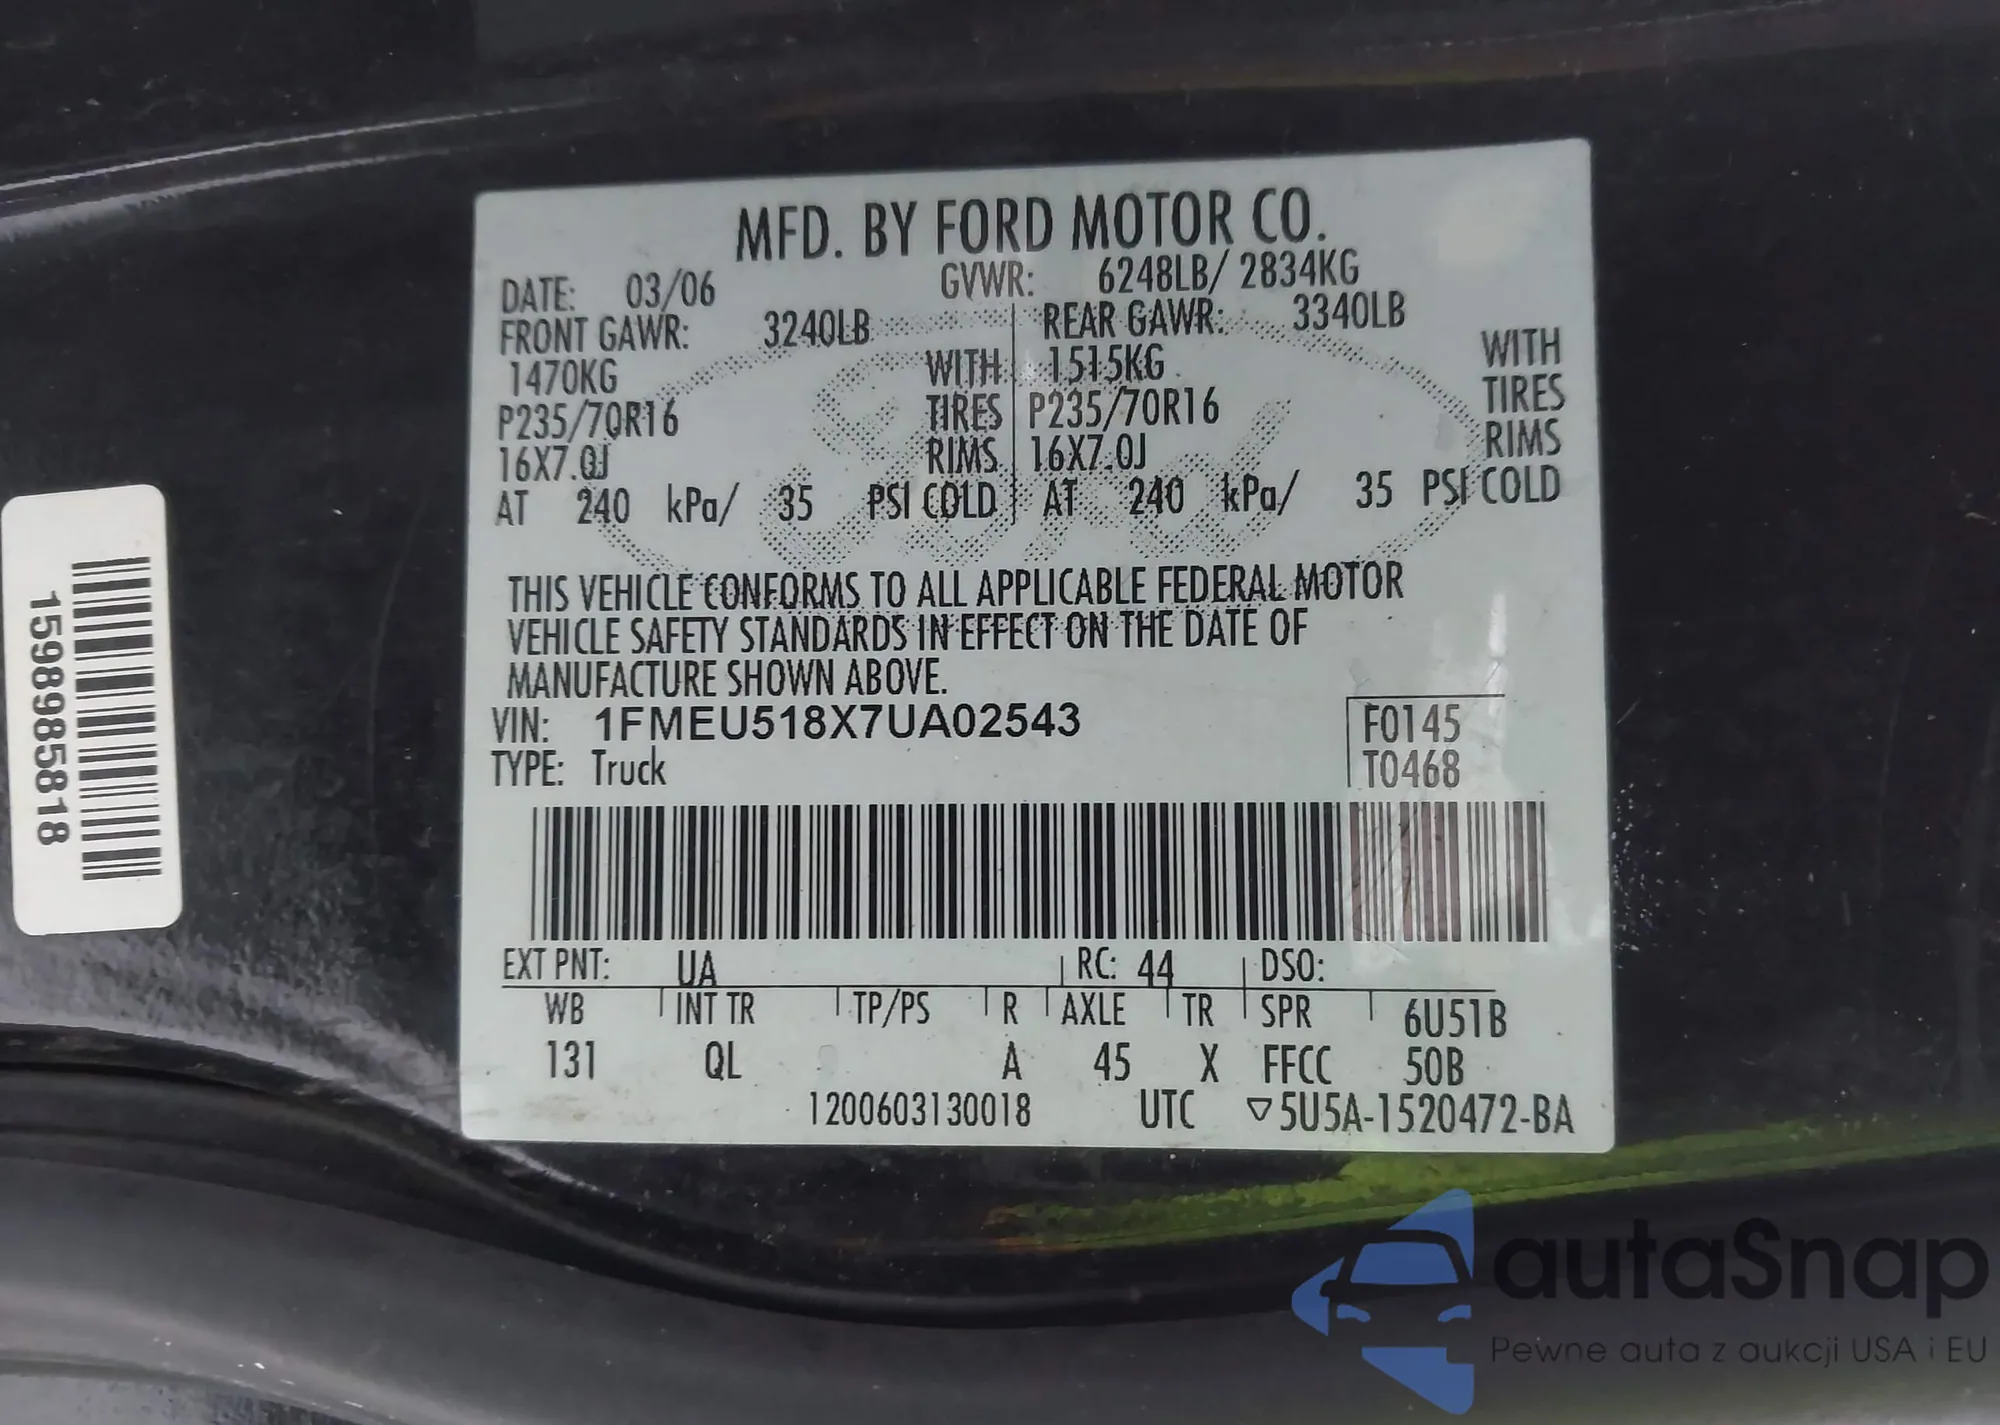 MFD. BY FORD MOTOR CO.
DATE: 03/06 GVWR: 6248LB/ 2834KG
FRONT GAWR: 3240LB REAR GAWR: 3340LB
1470KG WITH 1515KG WITH
P235/70R16 TIRES P235/70R16 TIRES
16X7.0J RIMS 16X7.0J RIMS
AT 240 kPa/ 35 PSI COLD AT 240 kPa/ 35 PSI COLD
THIS VEHICLE CONFORMS TO ALL APPLICABLE FEDERAL MOTOR
VEHICLE SAFETY STANDARDS IN EFFECT ON THE DATE OF
MANUFACTURE SHOWN ABOVE.
VIN: 1FMEU518X7UA02543 F0145
TYPE: Truck T0468
EXT PNT: UA RC: 44 DSO:
WB INT TR TP/PS R AXLE TR SPR 6U51B
131 QL A 45 X FFCC 50B
1200603130018 UTC ▽5U5A-1520472-BA
1598985818
autaSnap
Pewne auta z aukcji USA i EU